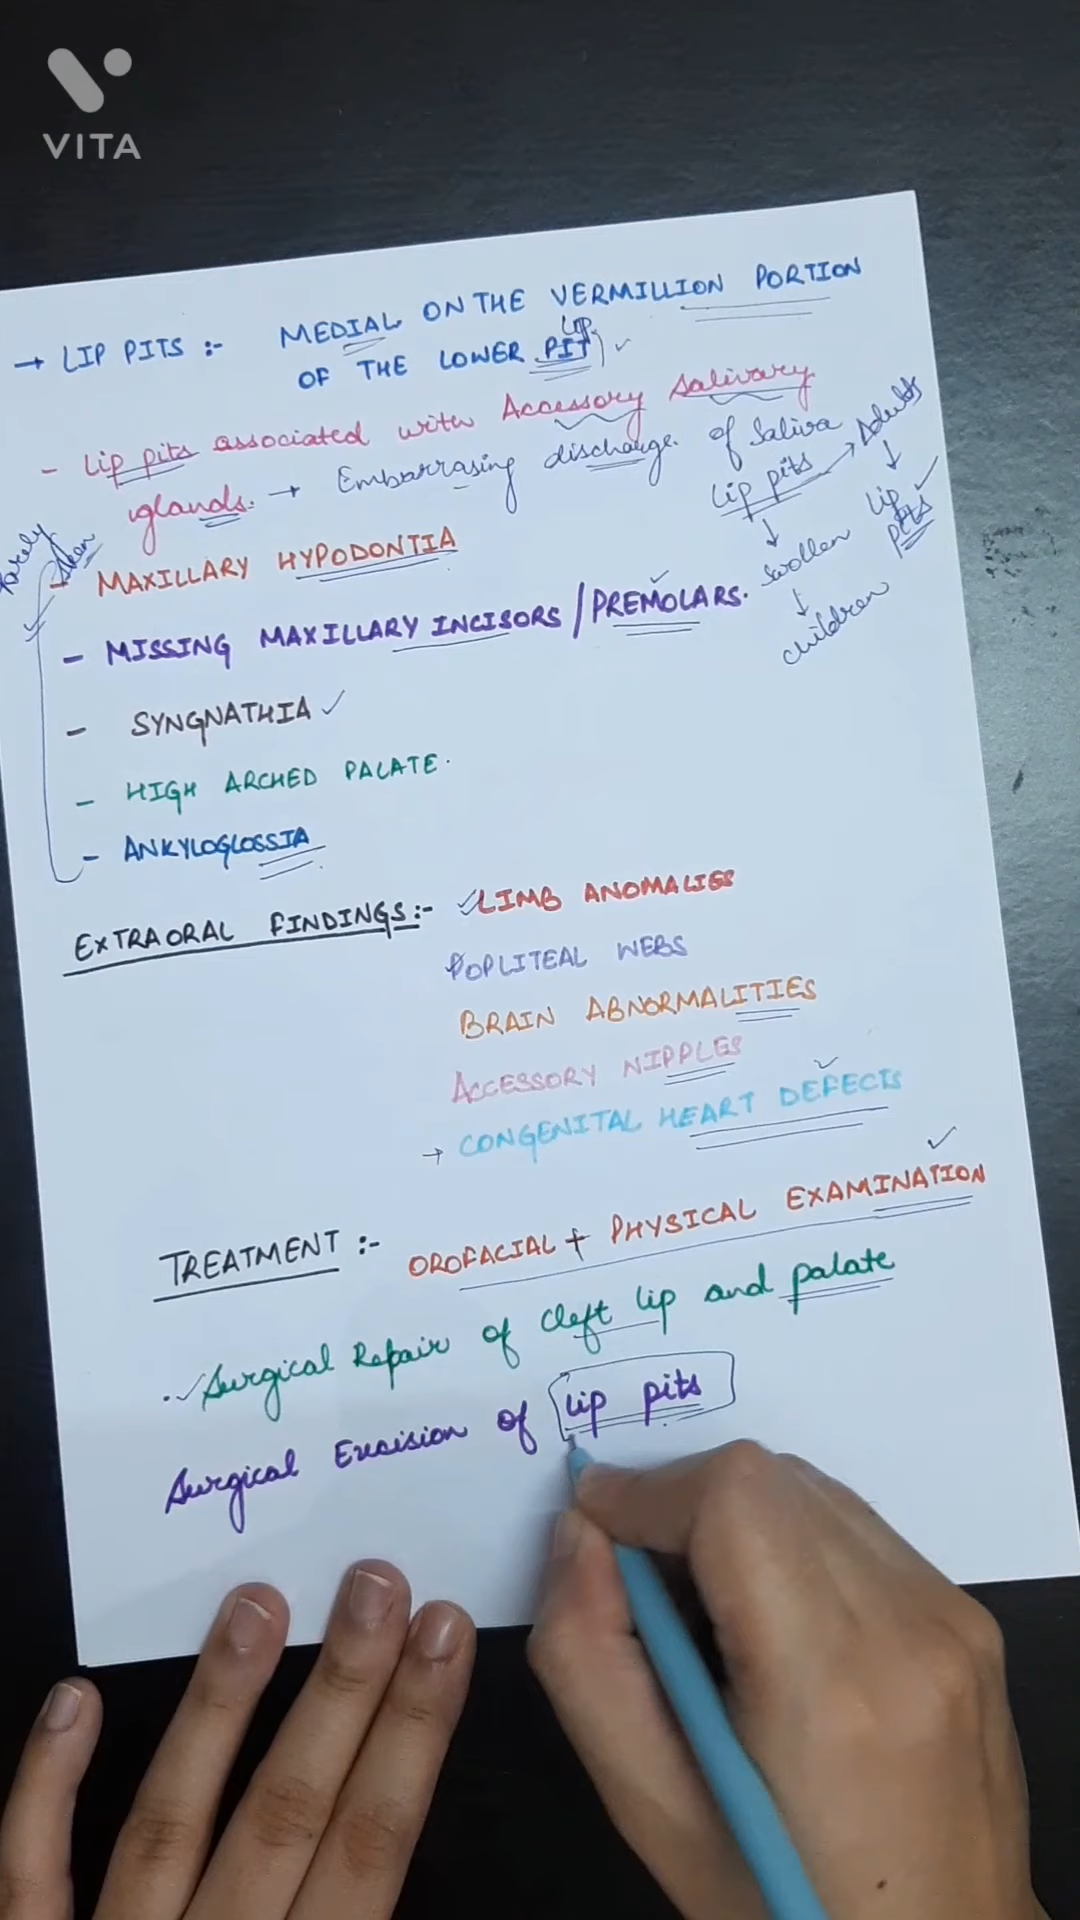 VITA
→ LIP PITS :- MEDIAL ON THE VERMILLION PORTION
OF THE LOWER PIT
Lip
- Lip pits associated with Accessory Salivary
glands. → Embarrasing discharge of Saliva
Lip pits → Adults
↓ Lip pits
↓ Swollen
↓ children
rarely seen
- MAXILLARY HYPODONTIA
- MISSING MAXILLARY INCISORS / PREMOLARS.
- SYNGNATHIA ✓
- HIGH ARCHED PALATE.
- ANKYLOGLOSSIA
EXTRAORAL FINDINGS :- LIMB ANOMALIES
POPLITEAL WEBS
BRAIN ABNORMALITIES
ACCESSORY NIPPLES
→ CONGENITAL HEART DEFECTS
TREATMENT :- OROFACIAL + PHYSICAL EXAMINATION
. ✓ Surgical Repair of Cleft lip and palate
Surgical Excision of lip pits